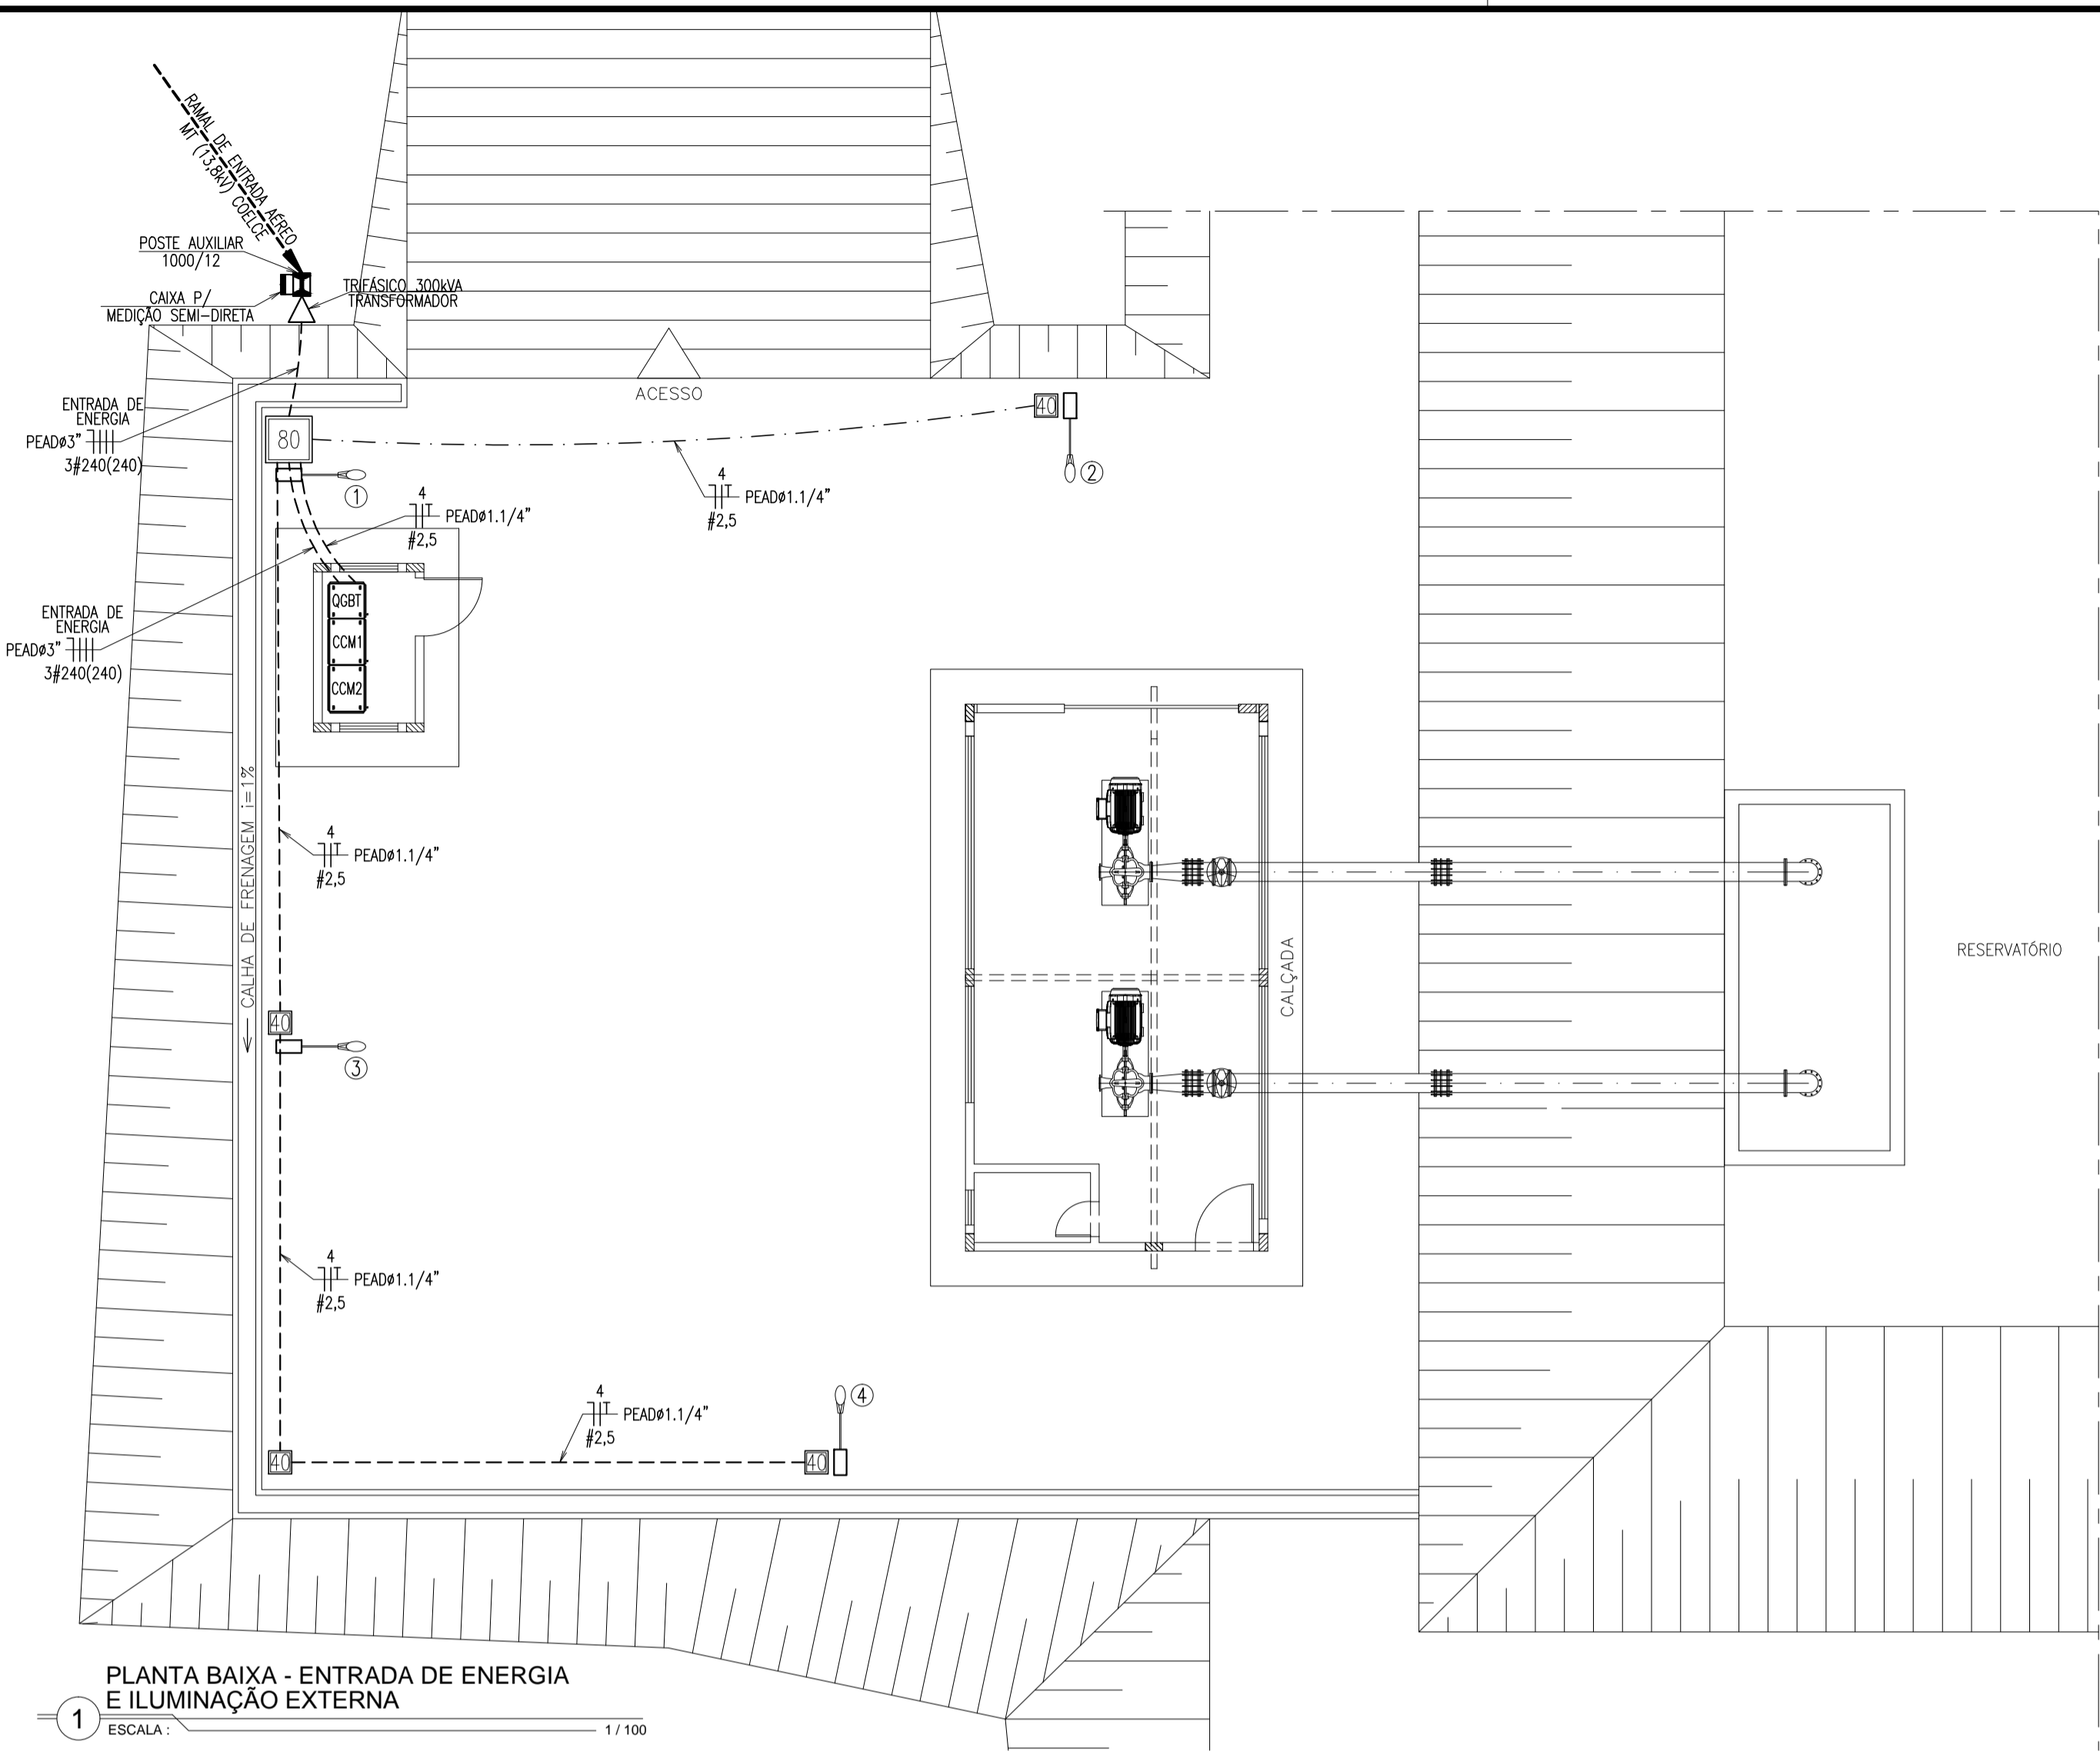 RAMAL DE ENTRADA AÉREO
MT (13,8kV) COELCE
POSTE AUXILIAR
1000/12
CAIXA P/
MEDIÇÃO SEMI-DIRETA
TRIFÁSICO 300kVA
TRANSFORMADOR
ACESSO
ENTRADA DE
ENERGIA
PEADø3"
3#240(240)
80
40
1
2
4
PEADø1.1/4"
#2,5
4
PEADø1.1/4"
#2,5
ENTRADA DE
ENERGIA
PEADø3"
3#240(240)
QGBT
CCM1
CCM2
CALHA DE FRENAGEM i=1%
4
PEADø1.1/4"
#2,5
CALÇADA
RESERVATÓRIO
40
3
4
PEADø1.1/4"
#2,5
4
PEADø1.1/4"
#2,5
4
40
40
PLANTA BAIXA - ENTRADA DE ENERGIA
E ILUMINAÇÃO EXTERNA
1
ESCALA :
1 / 100